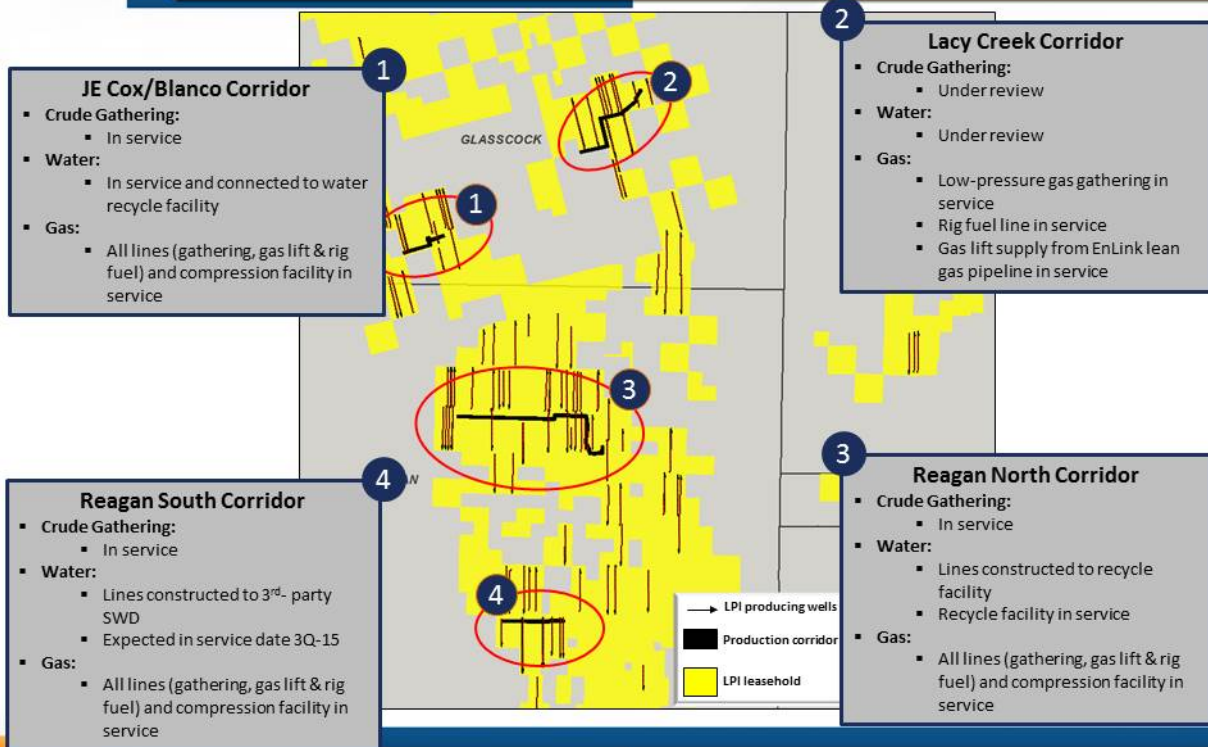 1
JE Cox/Blanco Corridor
▪ Crude Gathering:
▪ In service
▪ Water:
▪ In service and connected to water
recycle facility
▪ Gas:
▪ All lines (gathering, gas lift & rig
fuel) and compression facility in
service
2
Lacy Creek Corridor
▪ Crude Gathering:
▪ Under review
▪ Water:
▪ Under review
▪ Gas:
▪ Low-pressure gas gathering in
service
▪ Rig fuel line in service
▪ Gas lift supply from EnLink lean
gas pipeline in service
GLASSCOCK
2
1
3
4
AN
4
Reagan South Corridor
▪ Crude Gathering:
▪ In service
▪ Water:
▪ Lines constructed to 3rd- party
SWD
▪ Expected in service date 3Q-15
▪ Gas:
▪ All lines (gathering, gas lift & rig
fuel) and compression facility in
service
LPI producing wells
Production corridor
LPI leasehold
3
Reagan North Corridor
▪ Crude Gathering:
▪ In service
▪ Water:
▪ Lines constructed to recycle
facility
▪ Recycle facility in service
▪ Gas:
▪ All lines (gathering, gas lift & rig
fuel) and compression facility in
service